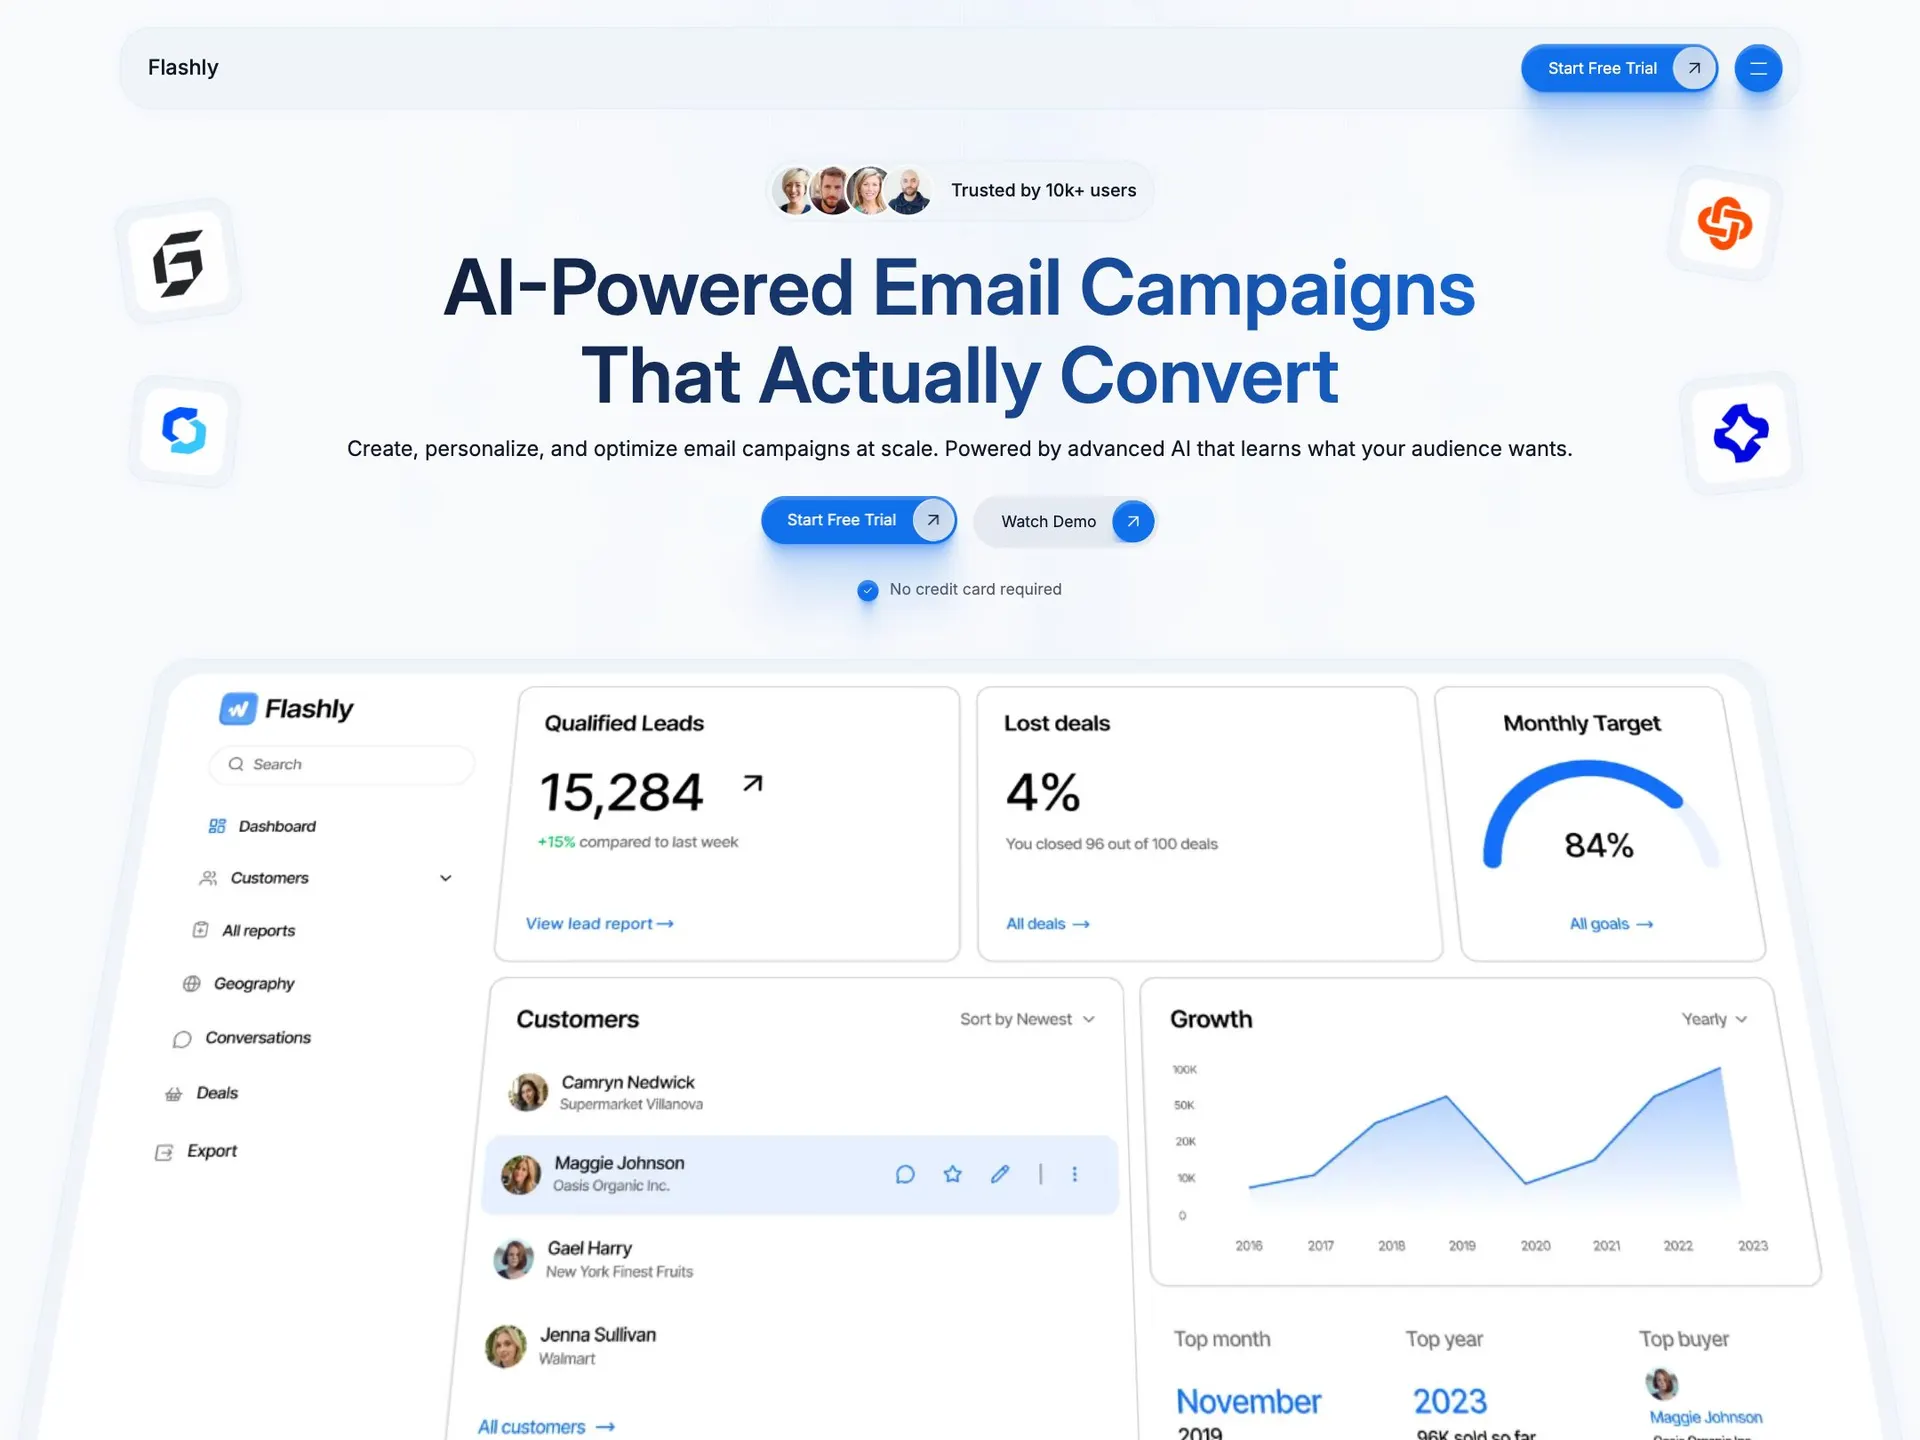 Flashly
Start Free Trial
Trusted by 10k+ users
AI-Powered Email Campaigns
That Actually Convert
Create, personalize, and optimize email campaigns at scale. Powered by advanced AI that learns what your audience wants.
Start Free Trial
Watch Demo
No credit card required
Flashly
Search
Dashboard
Customers
All reports
Geography
Conversations
Deals
Export
Qualified Leads
15,284
+15% compared to last week
View lead report
Lost deals
4%
You closed 96 out of 100 deals
All deals
Monthly Target
84%
All goals
Customers
Sort by Newest
Camryn Nedwick
Supermarket Villanova
Maggie Johnson
Oasis Organic Inc.
Gael Harry
New York Finest Fruits
Jenna Sullivan
Walmart
All customers
Growth
Yearly
100K
50K
20K
10K
0
2016 2017 2018 2019 2020 2021 2022 2023
Top month
November
2019
Top year
2023
96K sold so far
Top buyer
Maggie Johnson
Oasis Organic Inc.